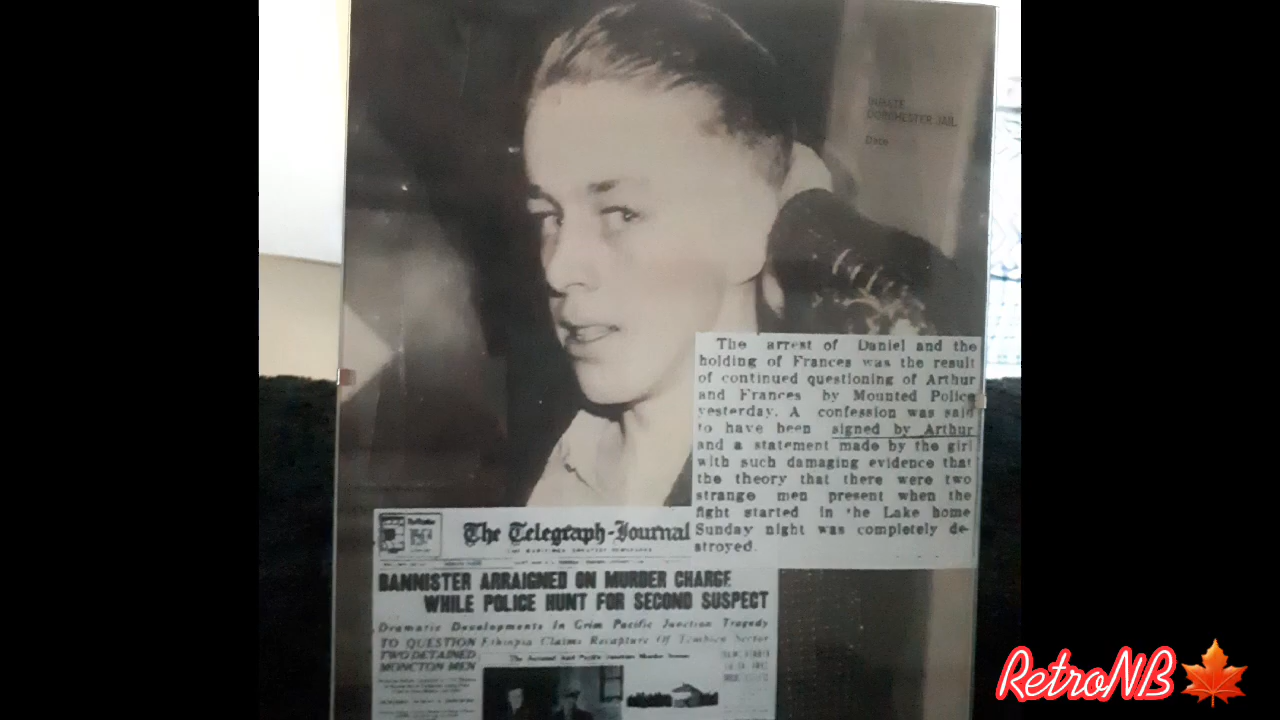 INMATE
DORCHESTER JAIL
Date
The arrest of Daniel and the
holding of Frances was the result
of continued questioning of Arthur
and Frances by Mounted Police
yesterday. A confession was said
to have been signed by Arthur
and a statement made by the girl
with such damaging evidence that
the theory that there were two
strange men present when the
fight started in the Lake home
Sunday night was completely de-
stroyed.
The Telegraph-Journal
BANNISTER ARRAIGNED ON MURDER CHARGE
WHILE POLICE HUNT FOR SECOND SUSPECT
Dramatic Developments In Grim Pacific Junction Tragedy
TO QUESTION
TWO DETAINED
MONCTON MEN
Ethiopia Claims Recapture Of Tembien Sector
RetroNB